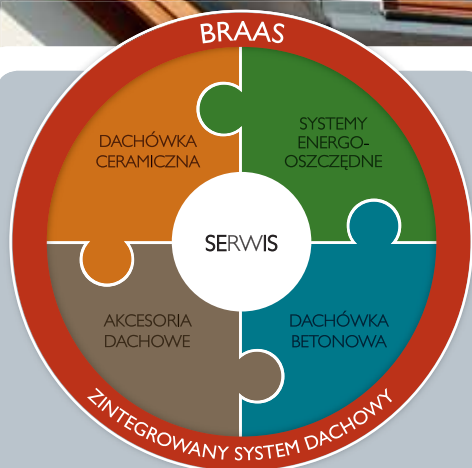 BRAAS
DACHÓWKA
CERAMICZNA
SYSTEMY
ENERGO-
OSZCZĘDNE
SERWIS
AKCESORIA
DACHOWE
DACHÓWKA
BETONOWA
ZINTEGROWANY SYSTEM DACHOWY